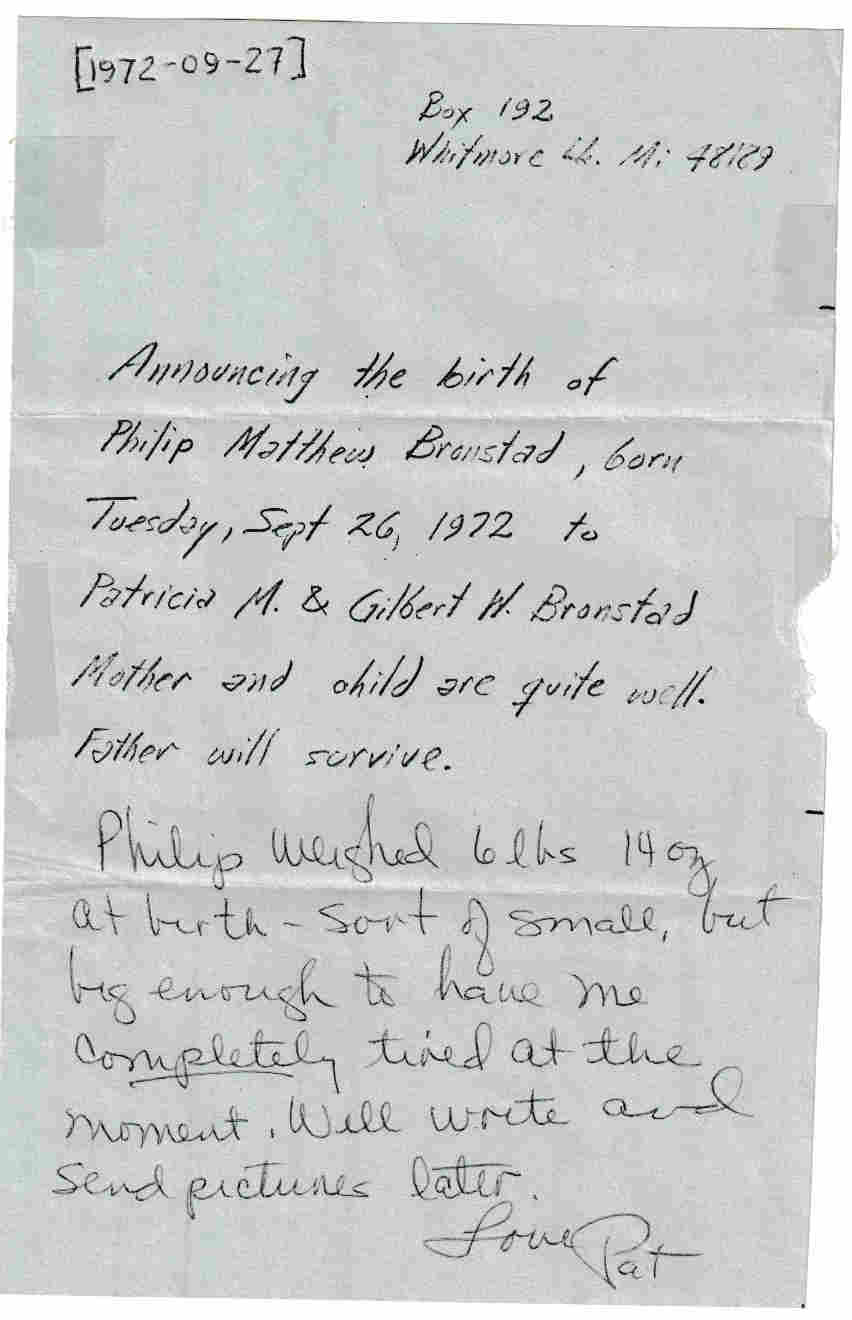 [1972-09-27]
Box 192
Whitmore Lk. Mi 48189
Announcing the birth of
Philip Matthew Bronstad, born
Tuesday, Sept 26, 1972 to
Patricia M. & Gilbert W. Bronstad
Mother and child are quite well.
Father will survive.
Philip weighed 6 lbs 14 oz
at birth - sort of small, but
big enough to have me
completely tired at the
moment. Will write and
send pictures later.
Love Pat